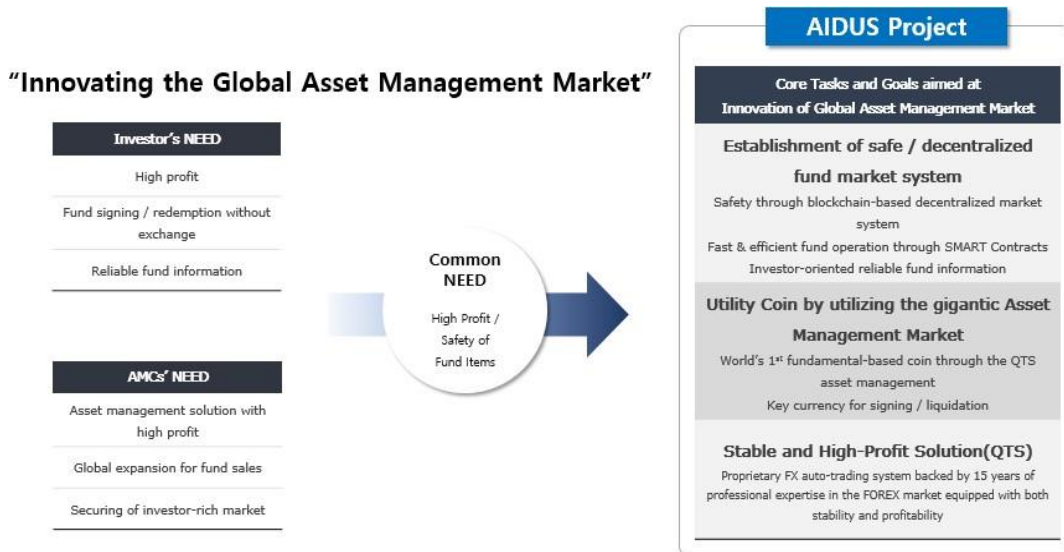 "Innovating the Global Asset Management Market"
Investor's NEED
High profit
Fund signing / redemption without
exchange
Reliable fund information
AMCs' NEED
Asset management solution with
high profit
Global expansion for fund sales
Securing of investor-rich market
Common
NEED
High Profit /
Safety of
Fund Items
AIDUS Project
Core Tasks and Goals aimed at
Innovation of Global Asset Management Market
Establishment of safe / decentralized
fund market system
Safety through blockchain-based decentralized market
system
Fast & efficient fund operation through SMART Contracts
Investor-oriented reliable fund information
Utility Coin by utilizing the gigantic Asset
Management Market
World's 1st fundamental-based coin through the QTS
asset management
Key currency for signing / liquidation
Stable and High-Profit Solution(QTS)
Proprietary FX auto-trading system backed by 15 years of
professional expertise in the FOREX market equipped with both
stability and profitability